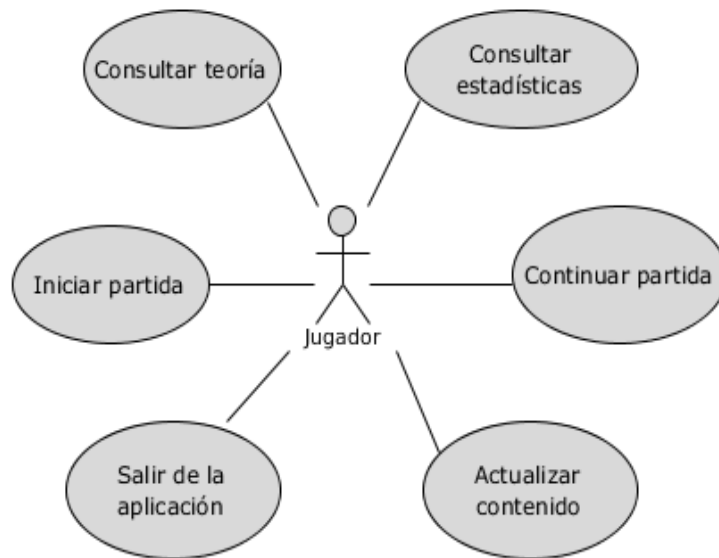 Consultar teoría
Consultar
estadísticas
Iniciar partida
Continuar partida
Jugador
Salir de la
aplicación
Actualizar
contenido